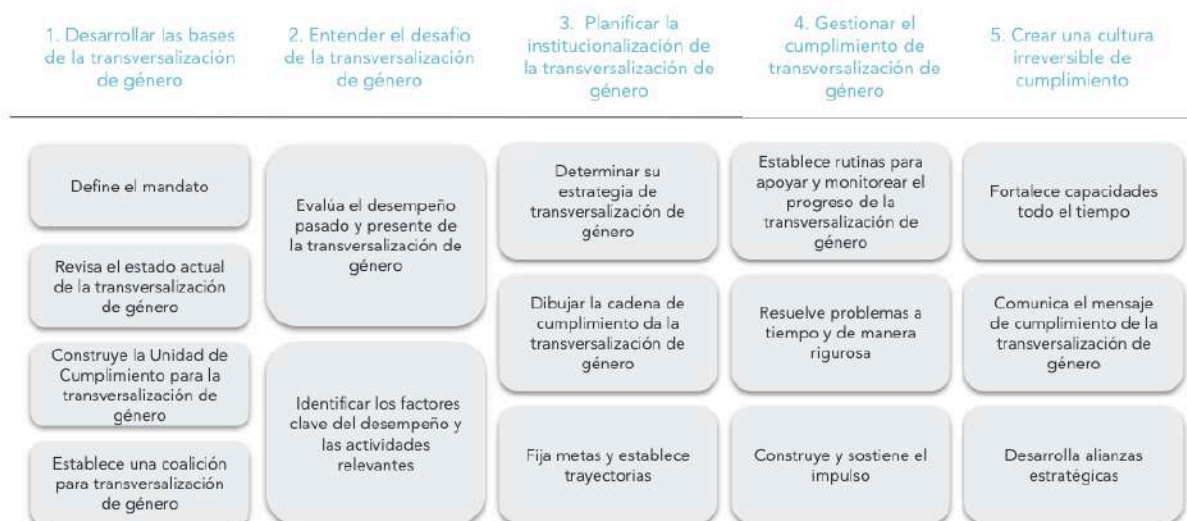 1. Desarrollar las bases
de la transversalización
de género
2. Entender el desafio
de la transversalización
de género
3. Planificar la
institucionalización de
la transversalización de
género
4. Gestionar el
cumplimiento de
transversalización de
género
5. Crear una cultura
irreversible de
cumplimiento
Define el mandato
Revisa el estado actual
de la transversalización
de género
Construye la Unidad de
Cumplimiento para la
transversalización de
género
Establece una coalición
para transversalización
de género
Evalúa el desempeño
pasado y presente de
la transversalización de
género
Identificar los factores
clave del desempeño y
las actividades
relevantes
Determinar su
estrategia de
transversalización de
género
Dibujar la cadena de
cumplimiento da la
transversalización de
género
Fija metas y establece
trayectorias
Establece rutinas para
apoyar y monitorear el
progreso de la
transversalización de
género
Resuelve problemas a
tiempo y de manera
rigurosa
Construye y sostiene el
impulso
Fortalece capacidades
todo el tiempo
Comunica el mensaje
de cumplimiento de la
transversalización de
género
Desarrolla alianzas
estratégicas